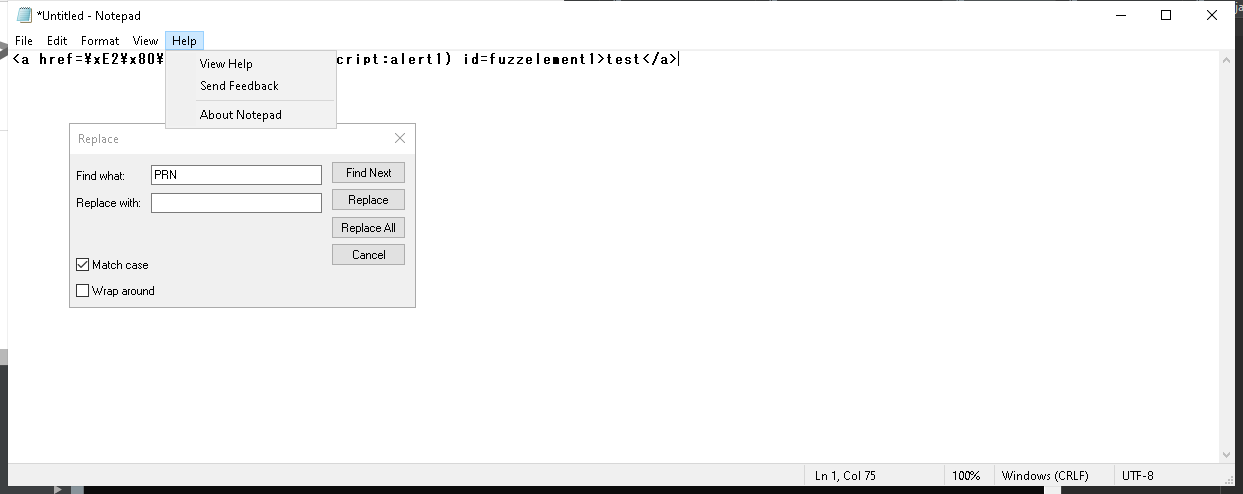 *Untitled - Notepad
File Edit Format View Help
<a href=¥xE2¥x80¥ cript:alert1) id=fuzzelement1>test</a>
View Help
Send Feedback
About Notepad
Replace
Find what: PRN Find Next
Replace with: Replace
Replace All
Cancel
Match case
Wrap around
Ln 1, Col 75 100% Windows (CRLF) UTF-8